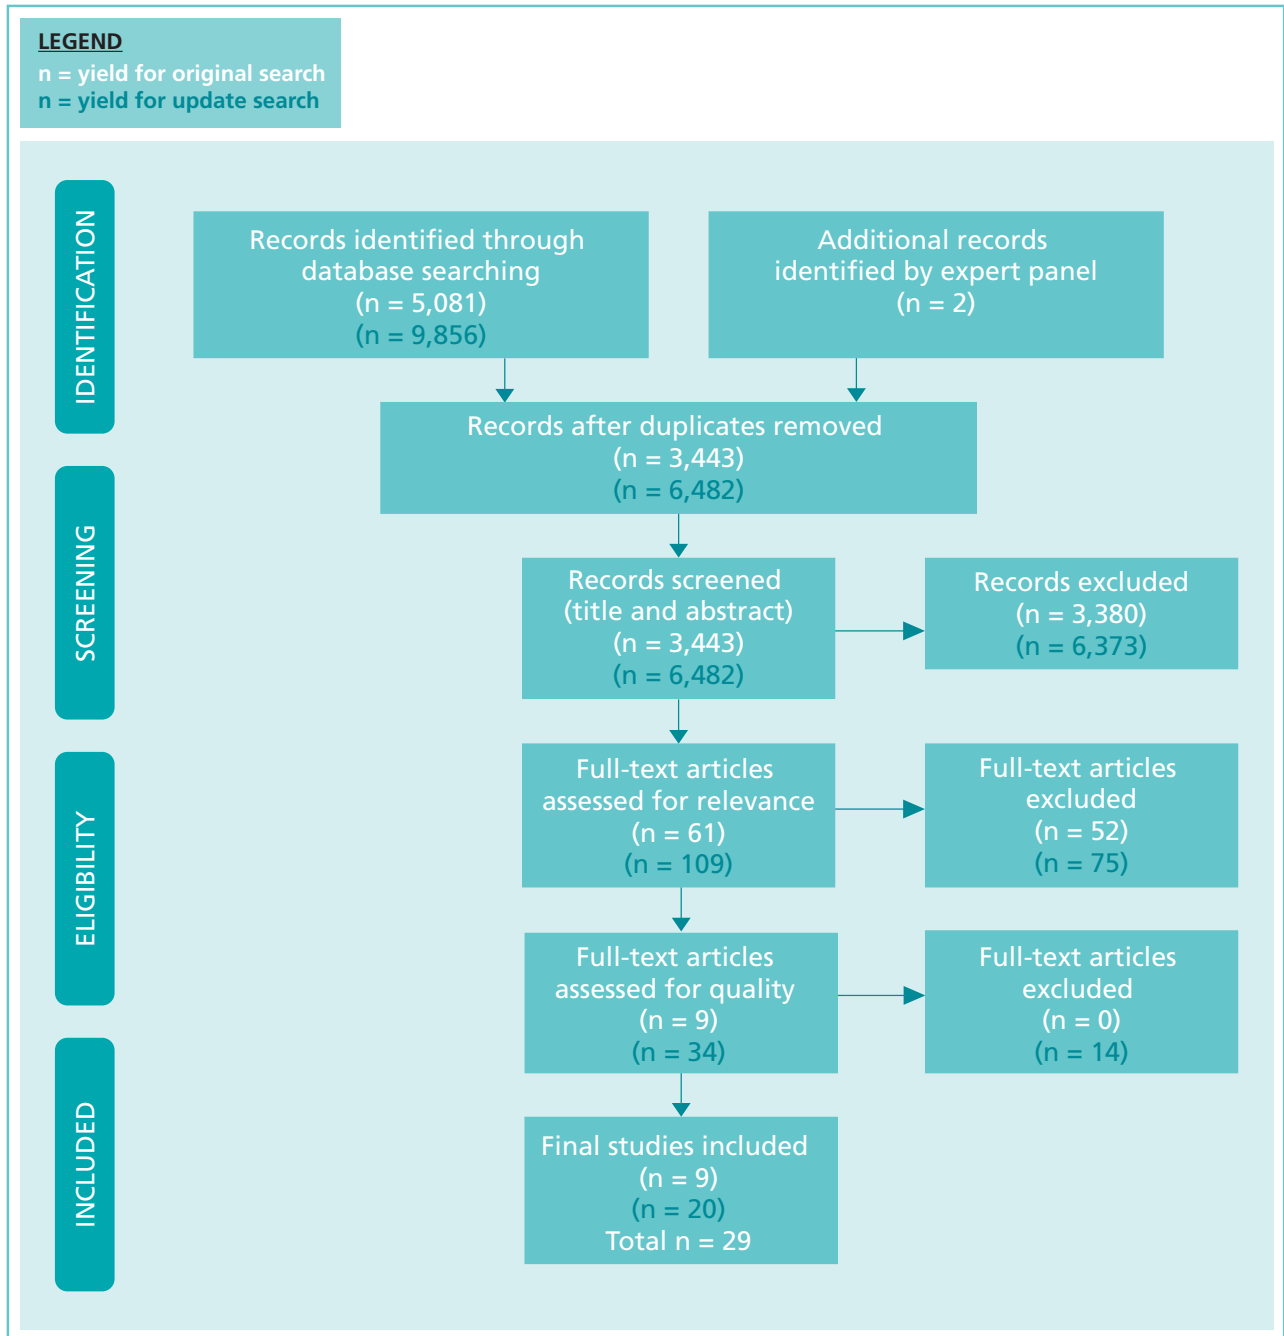 LEGEND
n = yield for original search
n = yield for update search
IDENTIFICATION
Records identified through
database searching
(n = 5,081)
(n = 9,856)
Additional records
identified by expert panel
(n = 2)
Records after duplicates removed
(n = 3,443)
(n = 6,482)
SCREENING
Records screened
(title and abstract)
(n = 3,443)
(n = 6,482)
Records excluded
(n = 3,380)
(n = 6,373)
ELIGIBILITY
Full-text articles
assessed for relevance
(n = 61)
(n = 109)
Full-text articles
excluded
(n = 52)
(n = 75)
Full-text articles
assessed for quality
(n = 9)
(n = 34)
Full-text articles
excluded
(n = 0)
(n = 14)
INCLUDED
Final studies included
(n = 9)
(n = 20)
Total n = 29